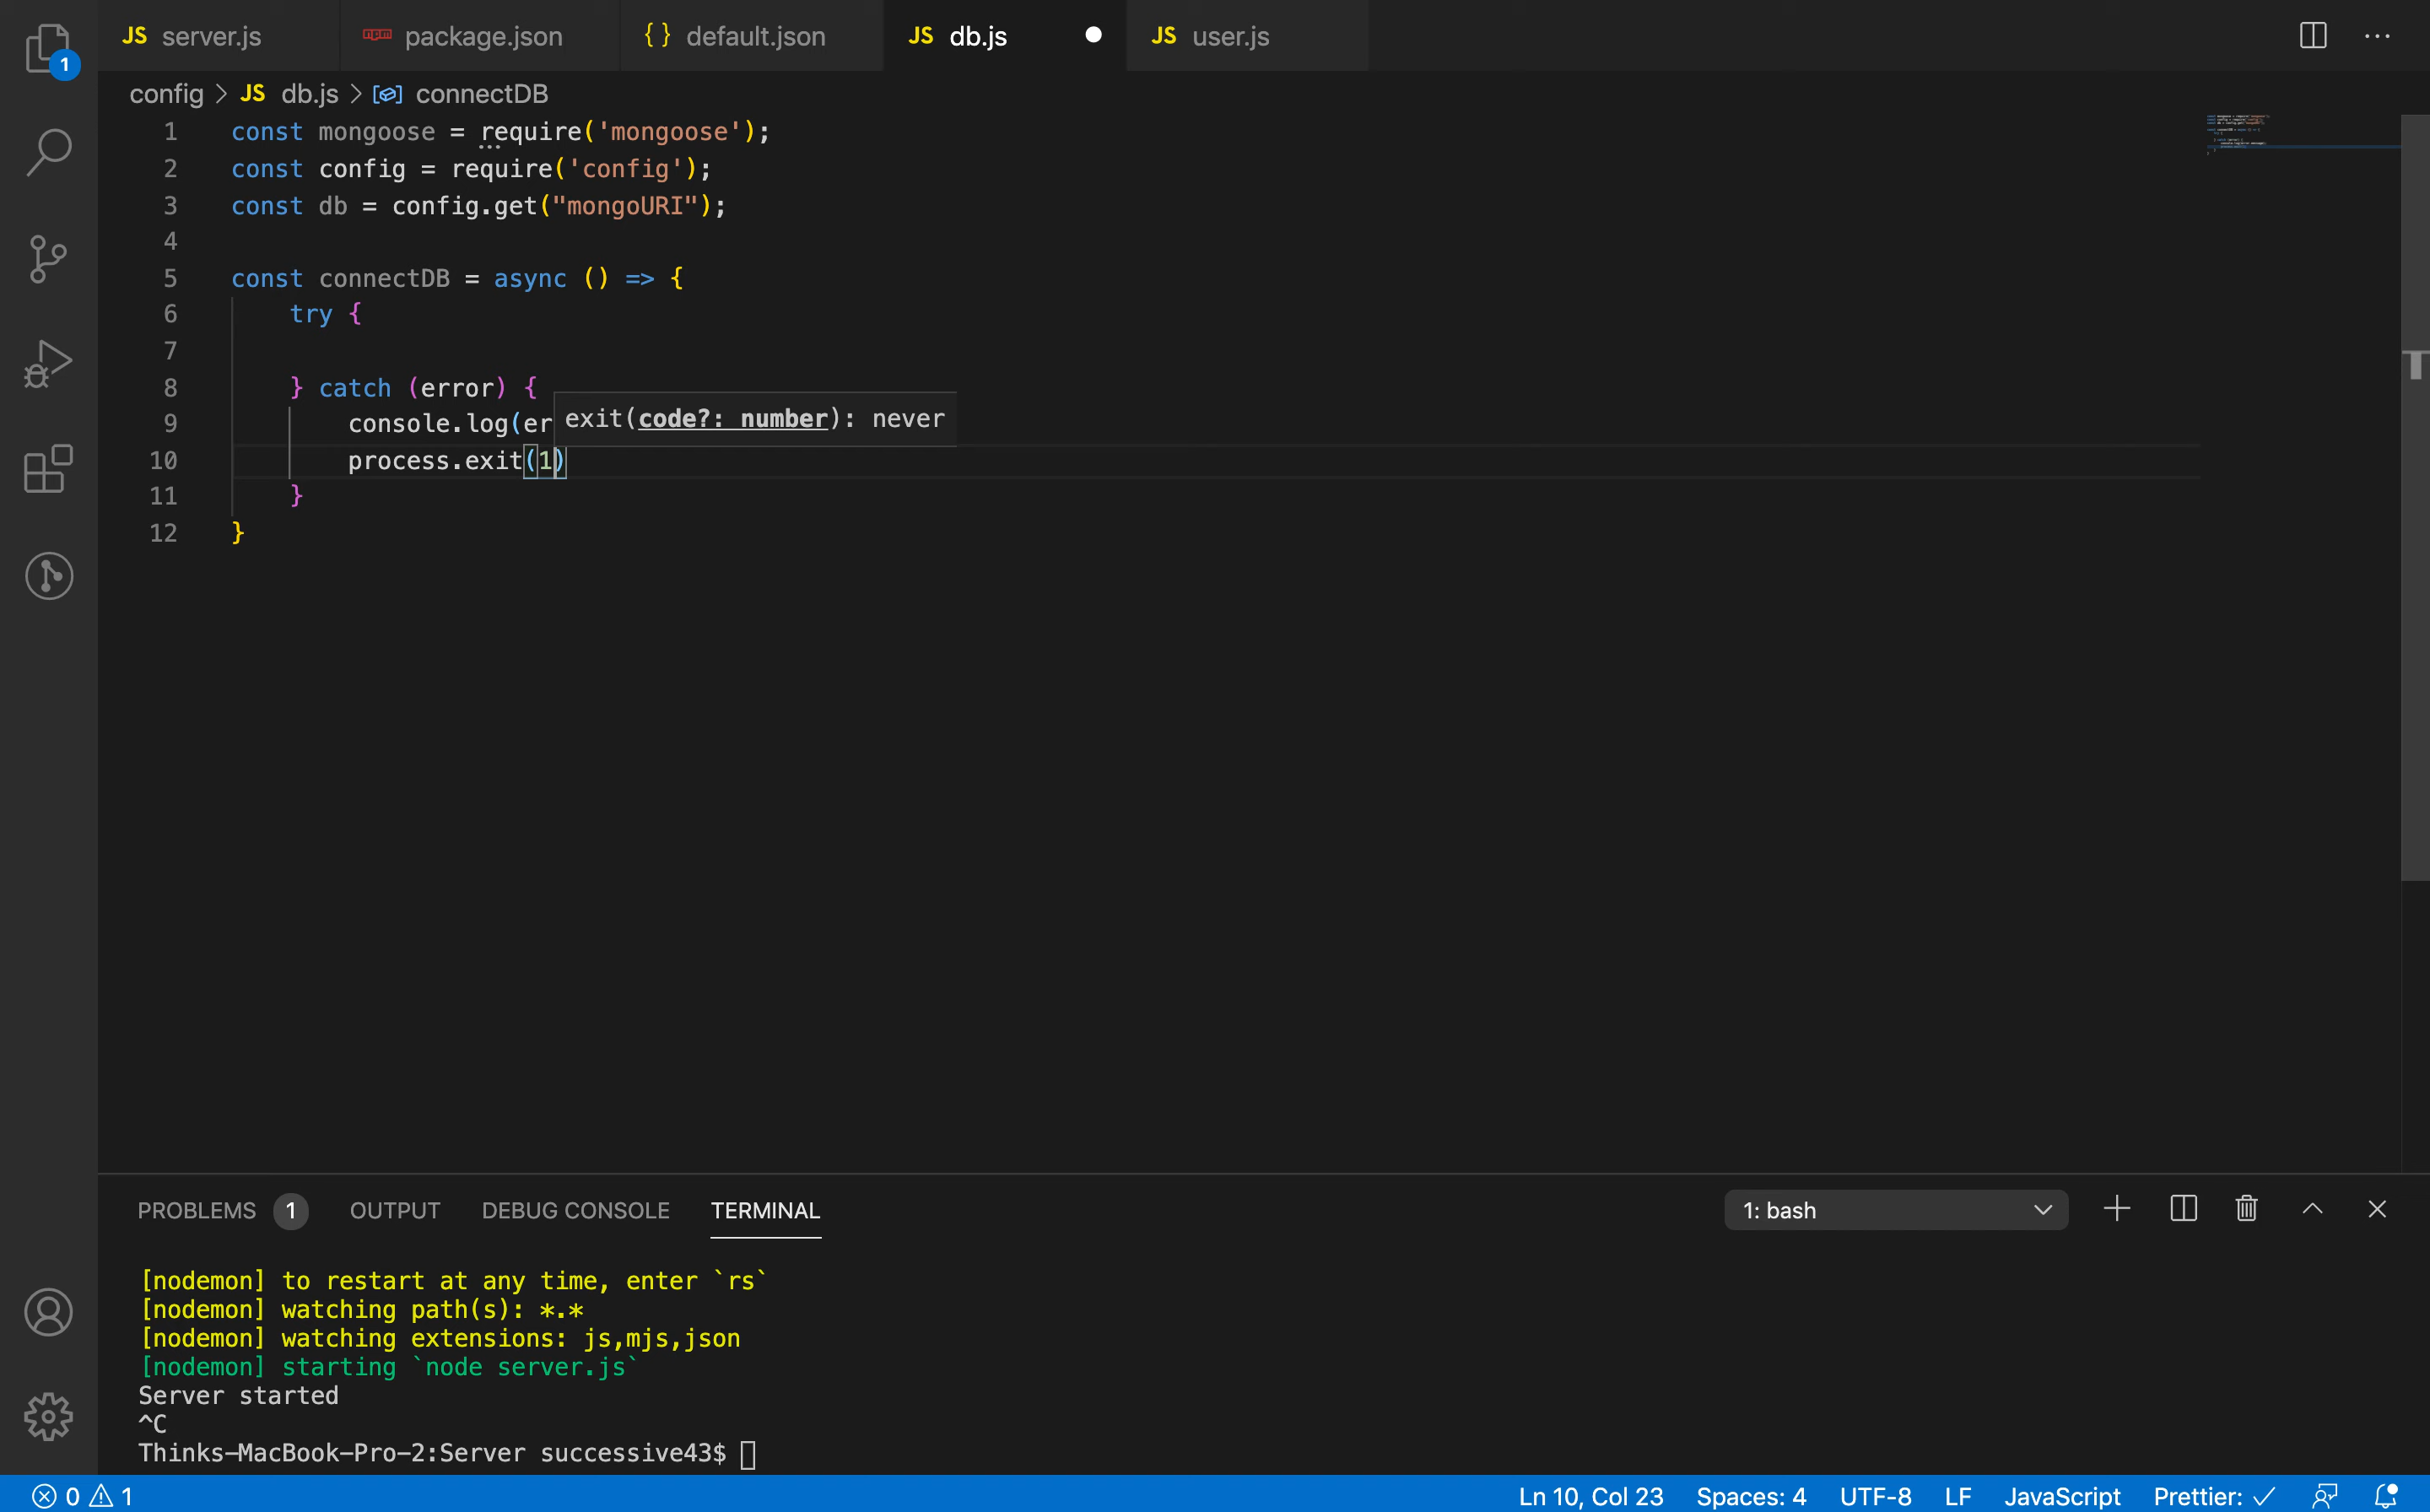 1
JS server.js
package.json
{ } default.json
JS db.js
JS user.js
config > JS db.js > connectDB
1 const mongoose = require('mongoose');
2 const config = require('config');
3 const db = config.get("mongoURI");
4
5 const connectDB = async () => {
6 try {
7
8 } catch (error) {
exit(code?: number): never
9 console.log(er
10 process.exit(1)
11 }
12 }
PROBLEMS 1 OUTPUT DEBUG CONSOLE TERMINAL
1: bash
[nodemon] to restart at any time, enter `rs`
[nodemon] watching path(s): *.*
[nodemon] watching extensions: js,mjs,json
[nodemon] starting `node server.js`
Server started
^C
Thinks-MacBook-Pro-2:Server successive43$
0 1 Ln 10, Col 23 Spaces: 4 UTF-8 LF JavaScript Prettier: ✓